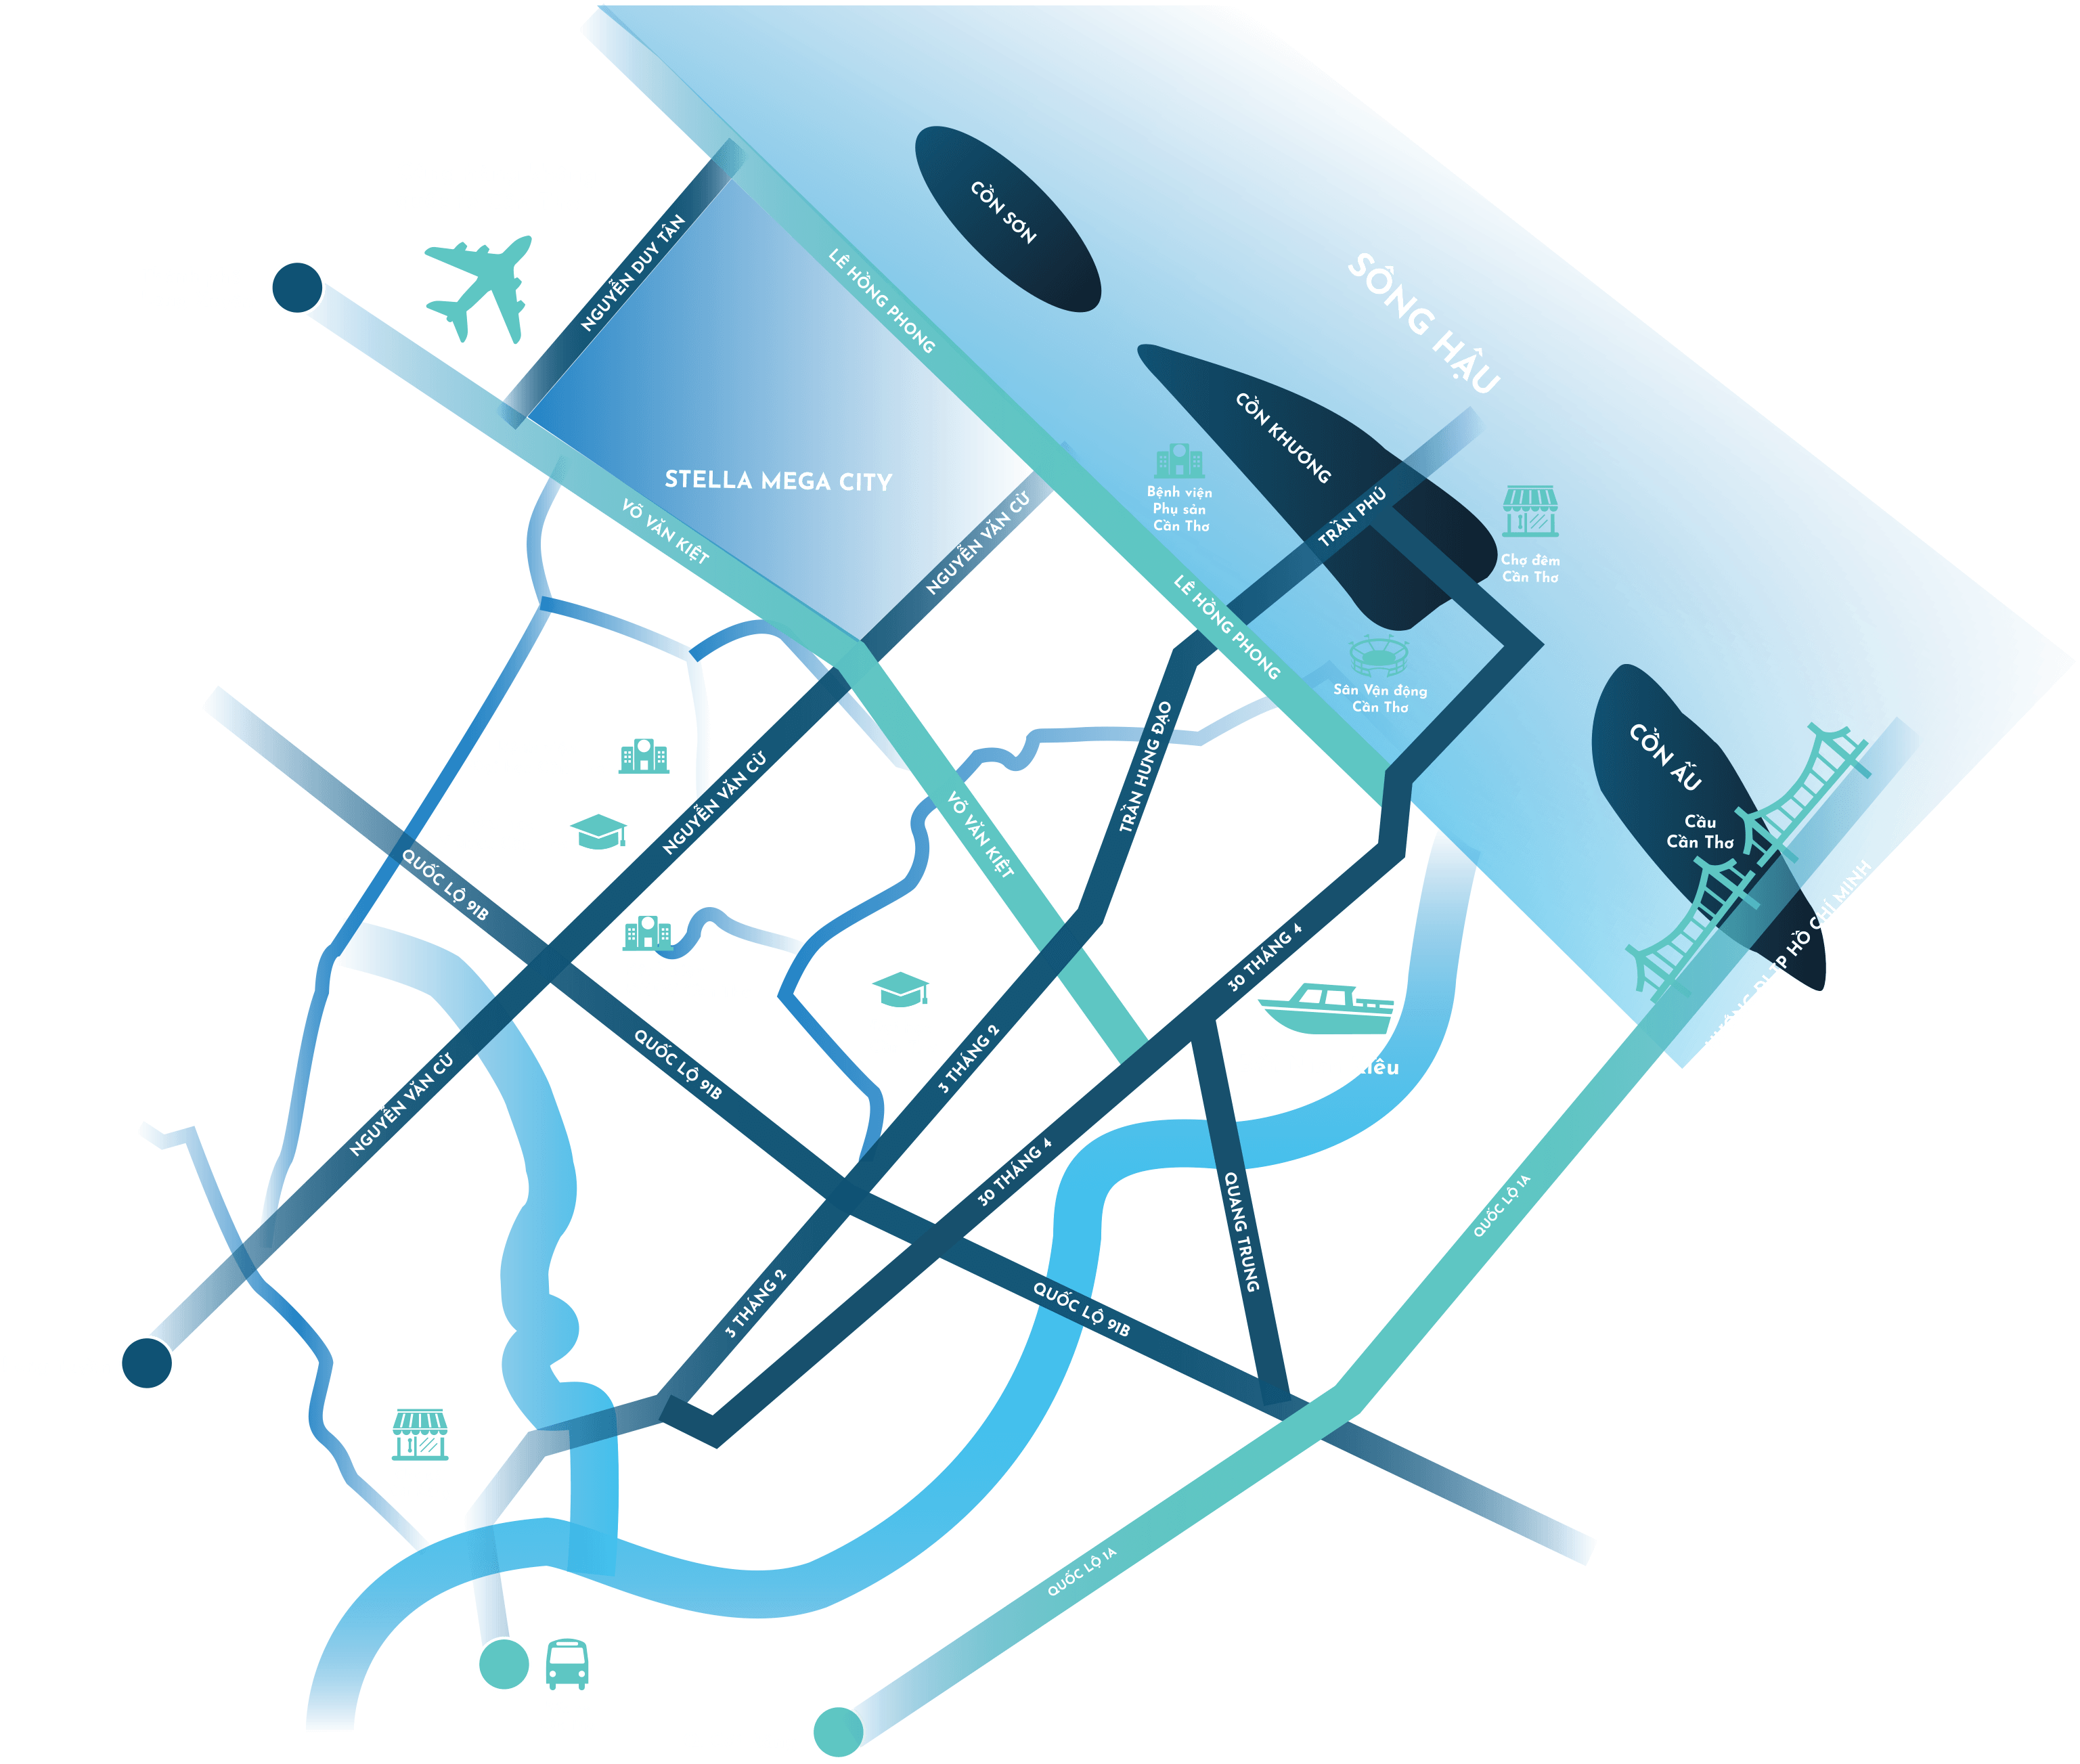 CỒN SƠN
SÔNG HẬU
NGUYỄN DUY TÂN
LÊ HỒNG PHONG
CỒN KHƯƠNG
STELLA MEGA CITY
Bệnh viện
Phụ sản
Cần Thơ
TRẦN PHÚ
Chợ đêm
Cần Thơ
VÕ VĂN KIỆT
NGUYỄN VĂN CỪ
LÊ HỒNG PHONG
Sân Vận động
Cần Thơ
CỒN ẤU
Cầu
Cần Thơ
TRẦN HƯNG ĐẠO
NGUYỄN VĂN CỪ
VÕ VĂN KIỆT
QUỐC LỘ 91B
30 THÁNG 4
ĐI TP HỒ CHÍ MINH
3 THÁNG 2
QUỐC LỘ 91B
NGUYỄN VĂN CỪ
30 THÁNG 4
QUANG TRUNG
QUỐC LỘ 1A
3 THÁNG 2
QUỐC LỘ 91B
QUỐC LỘ 1A